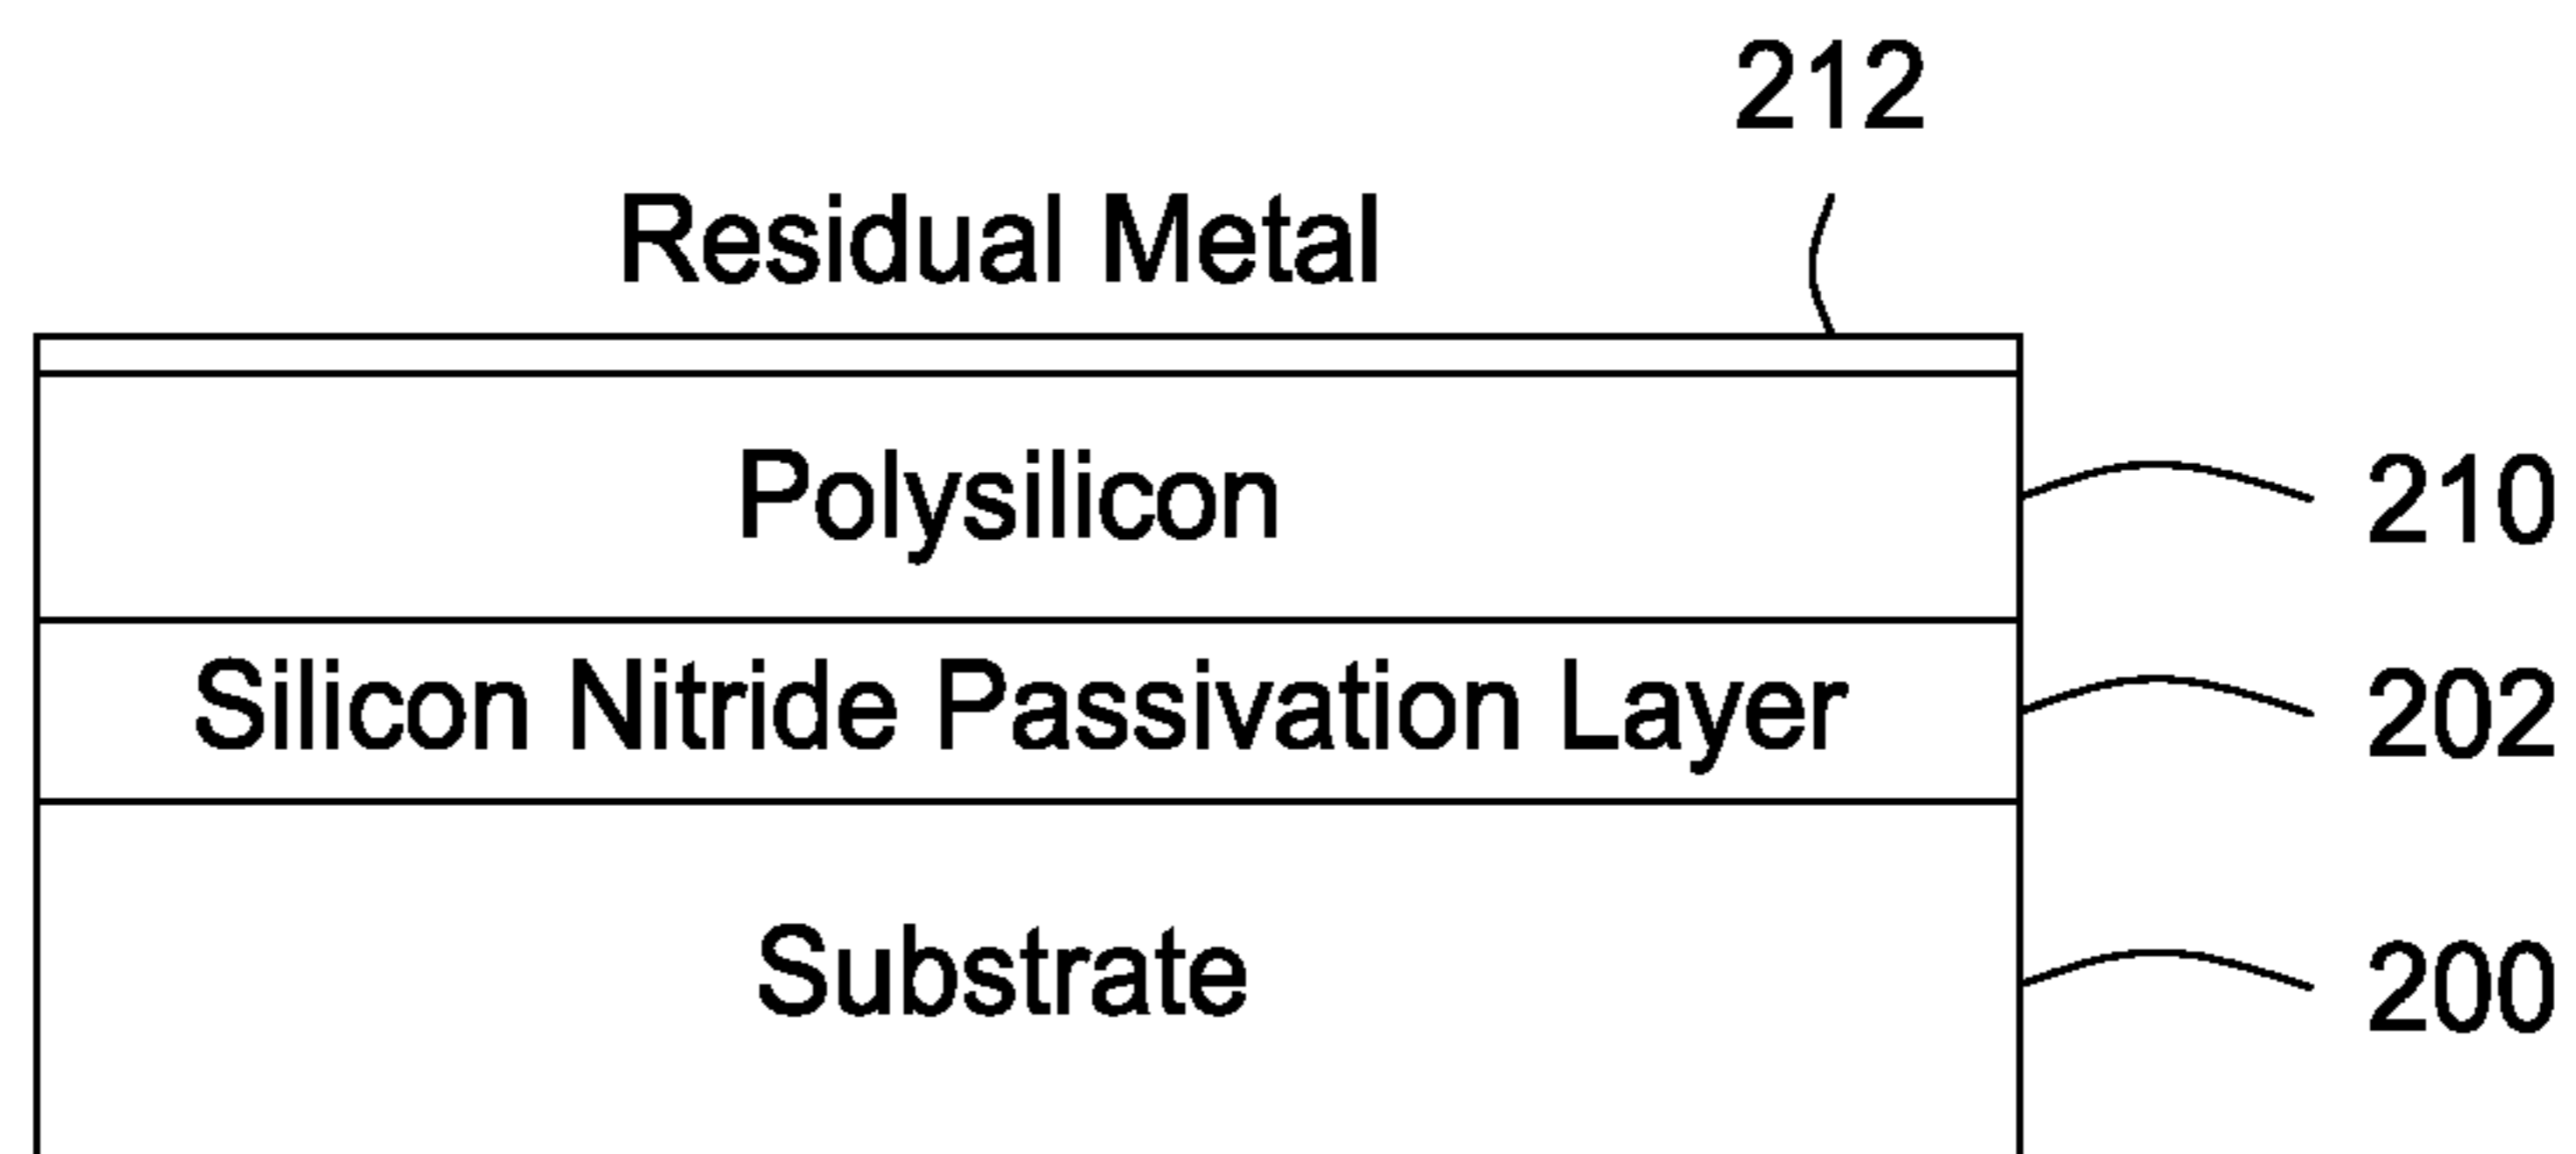 212
Residual Metal
Polysilicon 210
Silicon Nitride Passivation Layer 202
Substrate 200